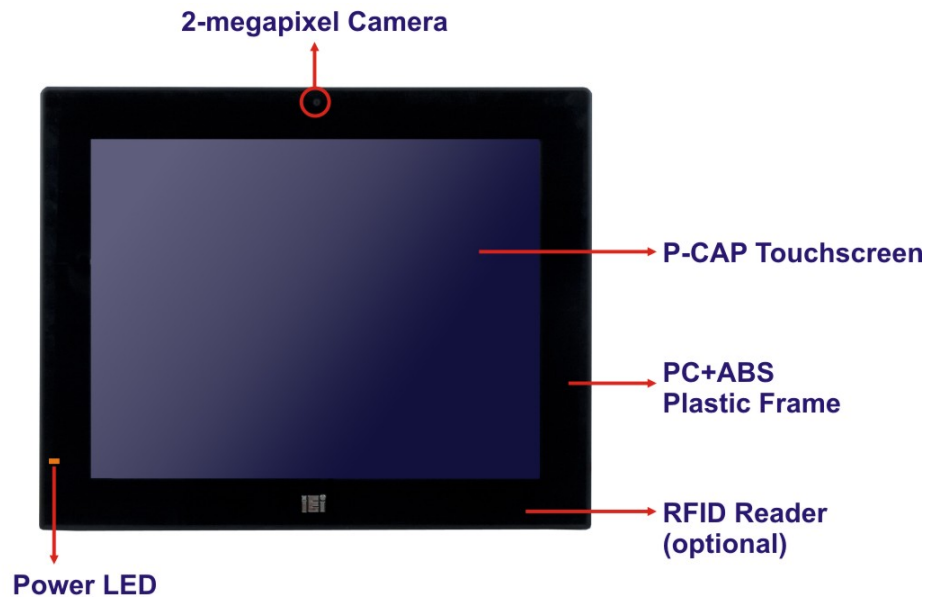 2-megapixel Camera
P-CAP Touchscreen
PC+ABS
Plastic Frame
RFID Reader
(optional)
Power LED